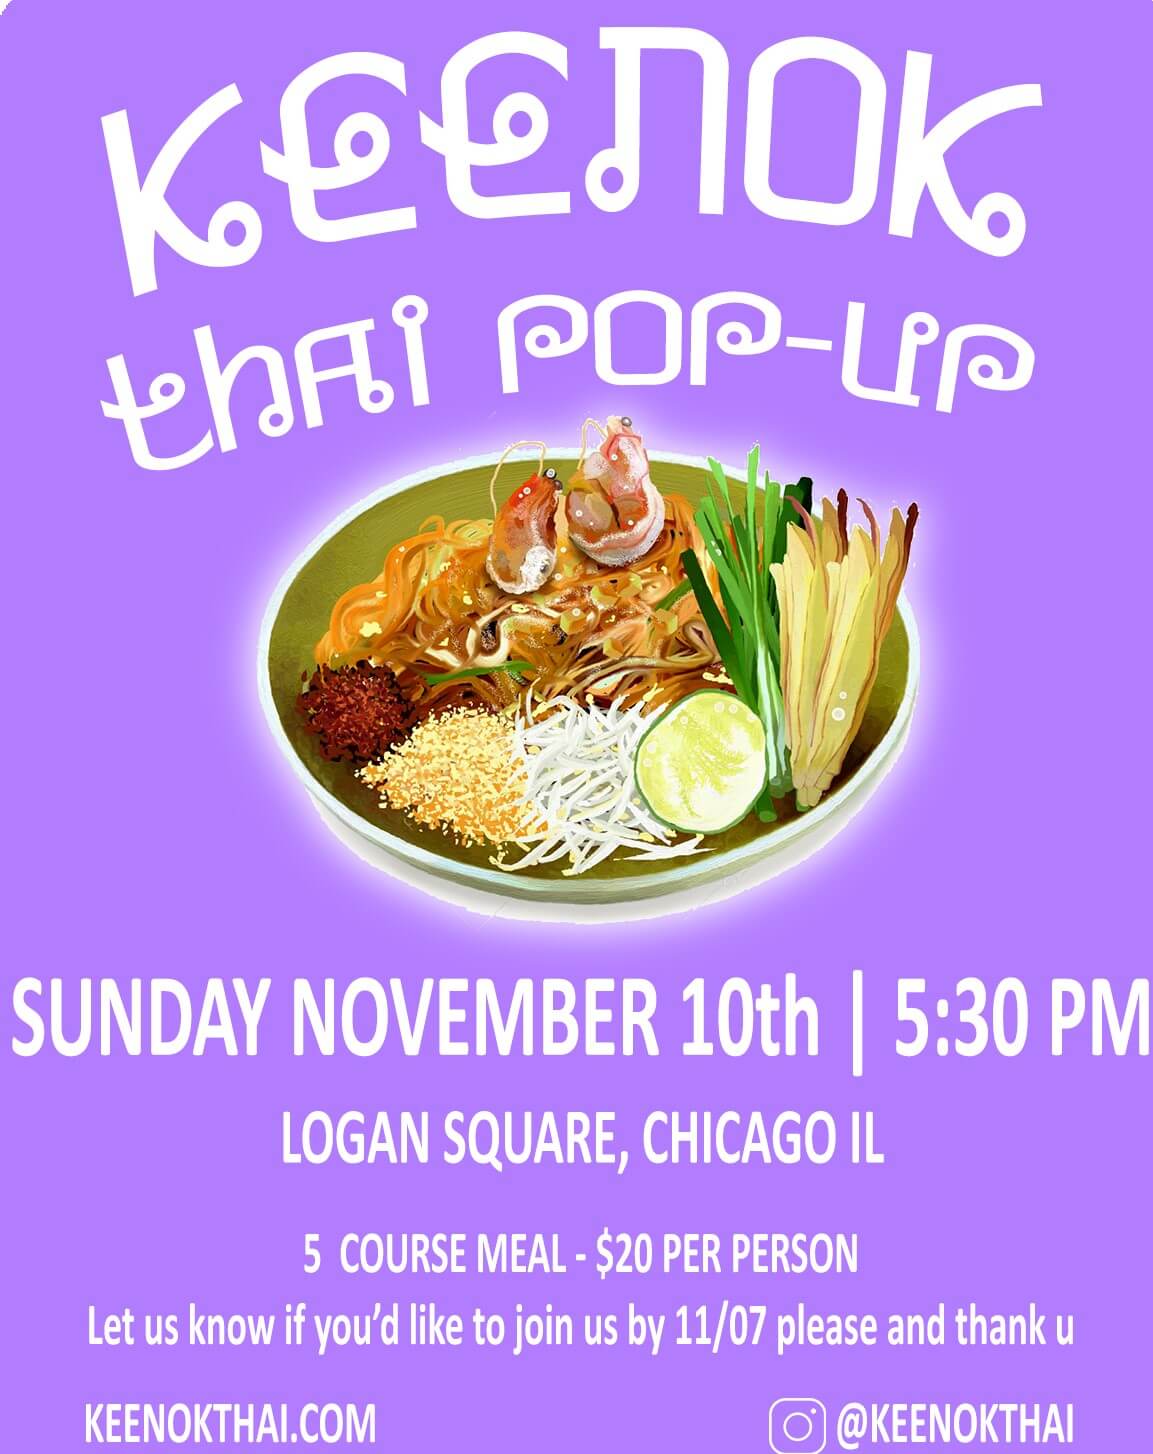 KEENOK
THAI POP-UP
SUNDAY NOVEMBER 10th | 5:30 PM
LOGAN SQUARE, CHICAGO IL
5 COURSE MEAL - $20 PER PERSON
Let us know if you’d like to join us by 11/07 please and thank u
KEENOKTHAI.COM
@KEENOKTHAI